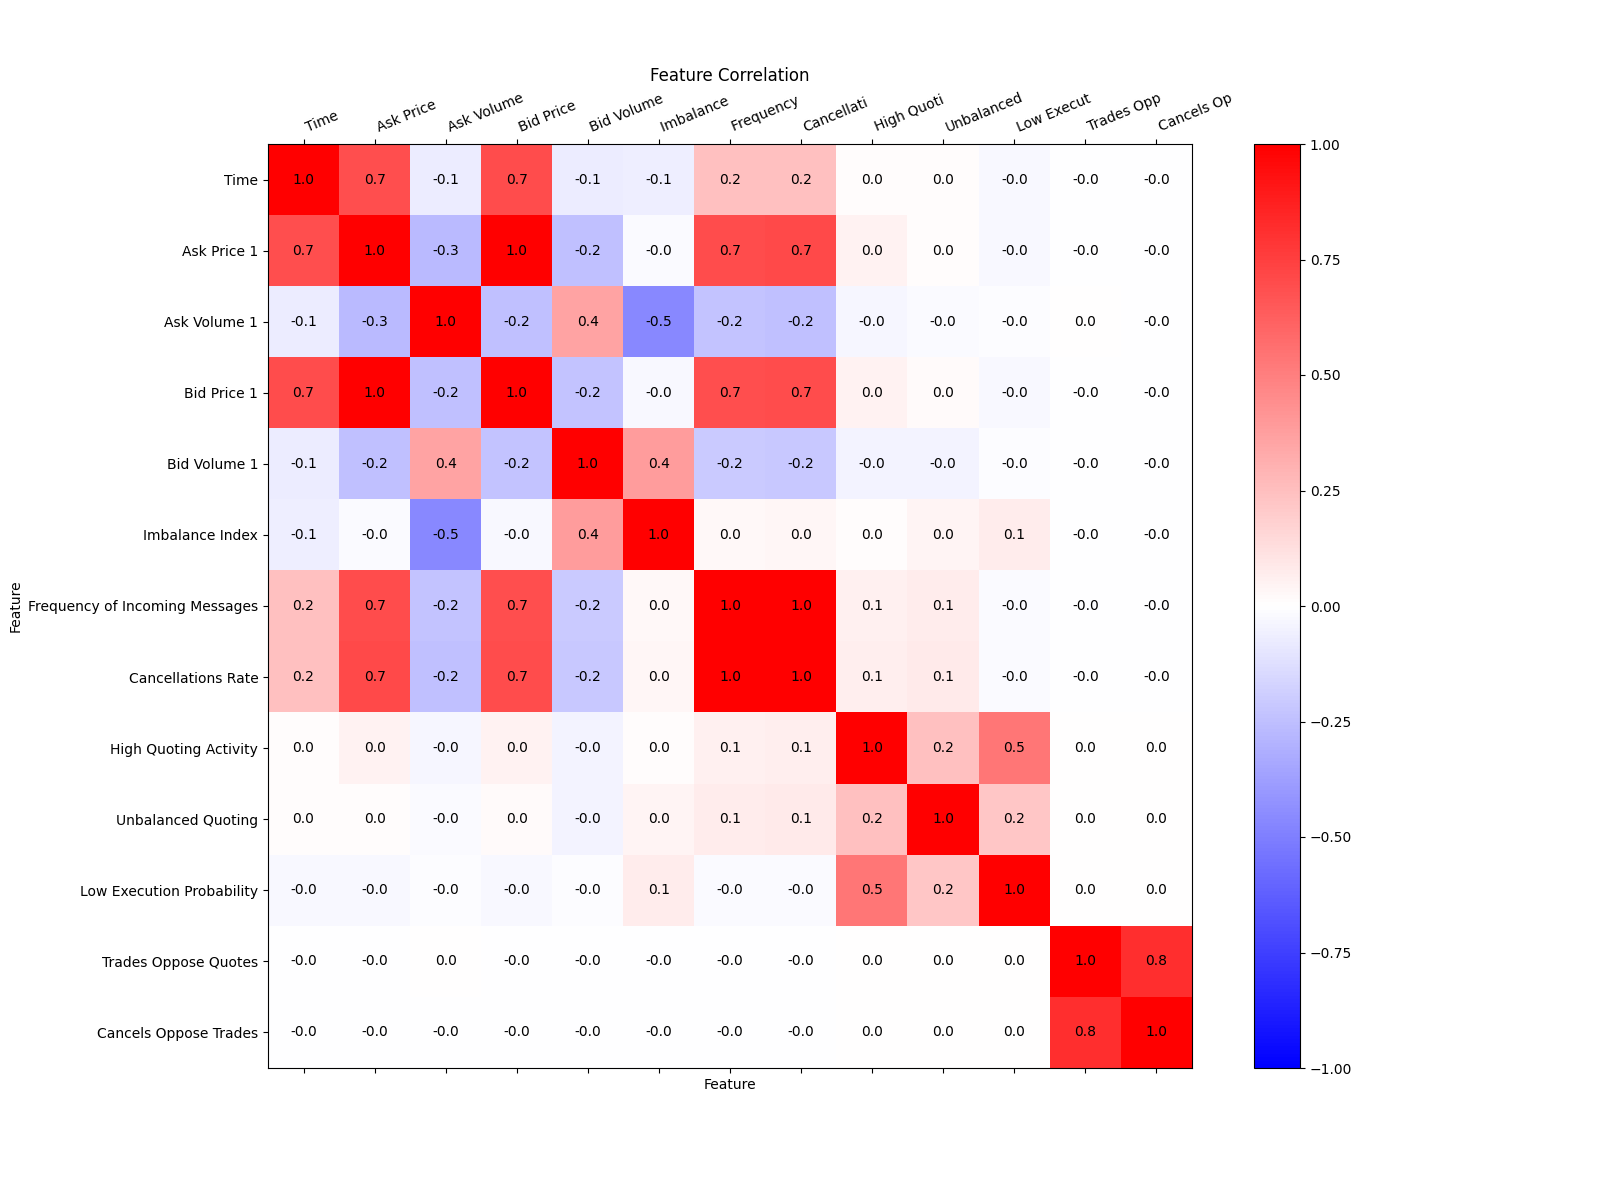 Feature Correlation
Time Ask Price Ask Volume Bid Price Bid Volume Imbalance Frequency Cancellati High Quoti Unbalanced Low Execut Trades Opp Cancels Op
Time 1.0 0.7 -0.1 0.7 -0.1 -0.1 0.2 0.2 0.0 0.0 -0.0 -0.0 -0.0
Ask Price 1 0.7 1.0 -0.3 1.0 -0.2 -0.0 0.7 0.7 0.0 0.0 -0.0 -0.0 -0.0
Ask Volume 1 -0.1 -0.3 1.0 -0.2 0.4 -0.5 -0.2 -0.2 -0.0 -0.0 -0.0 0.0 -0.0
Bid Price 1 0.7 1.0 -0.2 1.0 -0.2 -0.0 0.7 0.7 0.0 0.0 -0.0 -0.0 -0.0
Bid Volume 1 -0.1 -0.2 0.4 -0.2 1.0 0.4 -0.2 -0.2 -0.0 -0.0 -0.0 -0.0 -0.0
Imbalance Index -0.1 -0.0 -0.5 -0.0 0.4 1.0 0.0 0.0 0.0 0.0 0.1 -0.0 -0.0
Frequency of Incoming Messages 0.2 0.7 -0.2 0.7 -0.2 0.0 1.0 1.0 0.1 0.1 -0.0 -0.0 -0.0
Cancellations Rate 0.2 0.7 -0.2 0.7 -0.2 0.0 1.0 1.0 0.1 0.1 -0.0 -0.0 -0.0
High Quoting Activity 0.0 0.0 -0.0 0.0 -0.0 0.0 0.1 0.1 1.0 0.2 0.5 0.0 0.0
Unbalanced Quoting 0.0 0.0 -0.0 0.0 -0.0 0.0 0.1 0.1 0.2 1.0 0.2 0.0 0.0
Low Execution Probability -0.0 -0.0 -0.0 -0.0 -0.0 0.1 -0.0 -0.0 0.5 0.2 1.0 0.0 0.0
Trades Oppose Quotes -0.0 -0.0 0.0 -0.0 -0.0 -0.0 -0.0 -0.0 0.0 0.0 0.0 1.0 0.8
Cancels Oppose Trades -0.0 -0.0 -0.0 -0.0 -0.0 -0.0 -0.0 -0.0 0.0 0.0 0.0 0.8 1.0
Feature
Feature
1.00
0.75
0.50
0.25
0.00
−0.25
−0.50
−0.75
−1.00